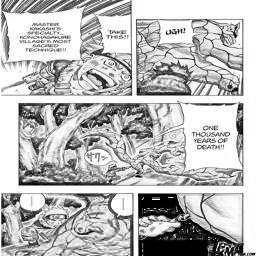 MASTER
KAKASHI'S
SPECIALTY...
KONOHAGAKURE
VILLAGE'S MOST
SACRED
TECHNIQUE!!
TAKE
THIS!!
UGH!
ONE
THOUSAND
YEARS OF
DEATH!!